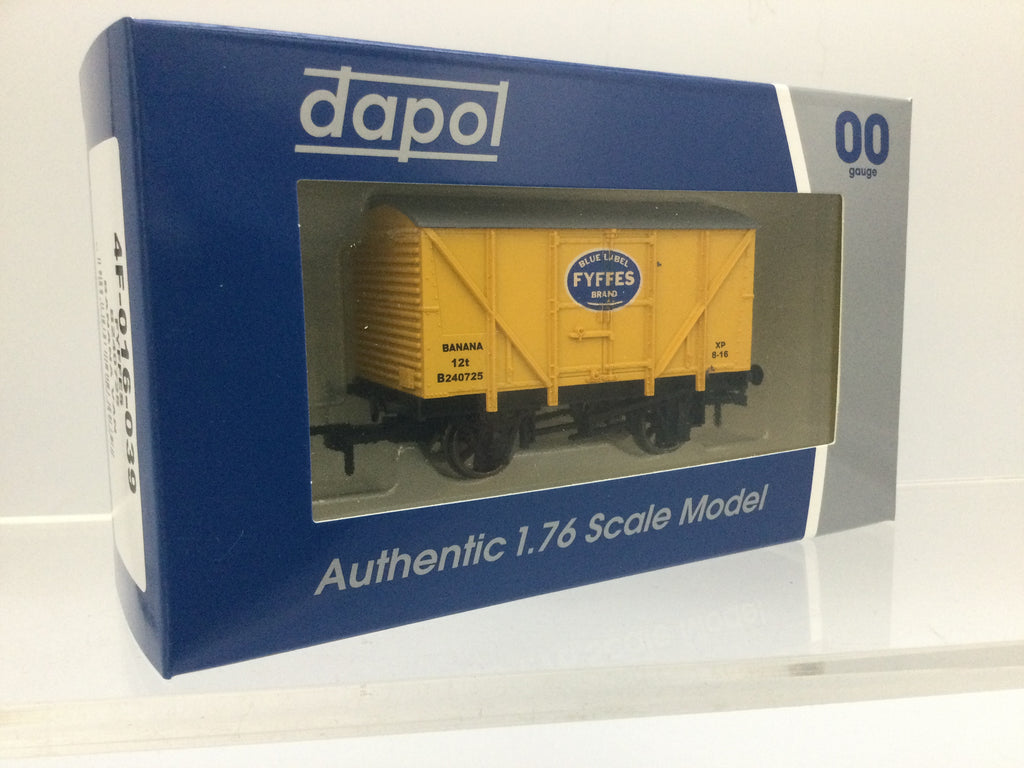 dapol
00
gauge
BLUE LABEL
FYFFES
BRAND
BANANA
12t
B240725
XP
8-16
Authentic 1.76 Scale Model
4F-016-039